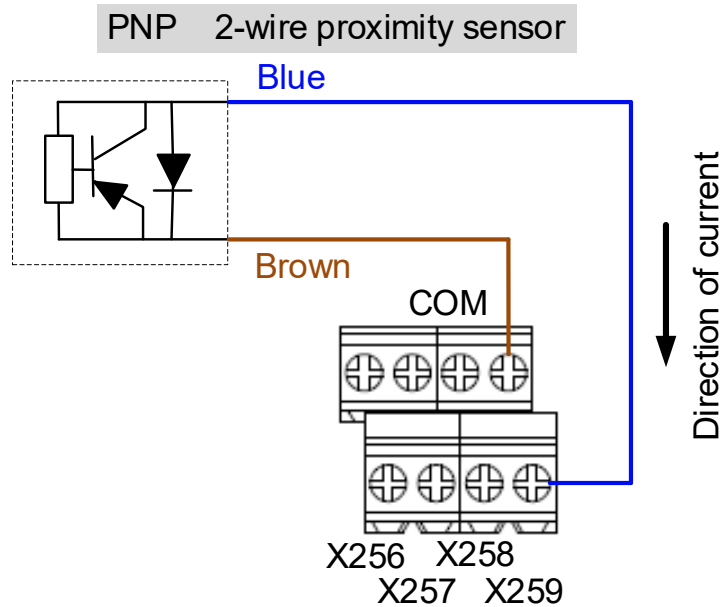 PNP 2-wire proximity sensor
Blue
Brown
COM
Direction of current
X256 X258
X257 X259